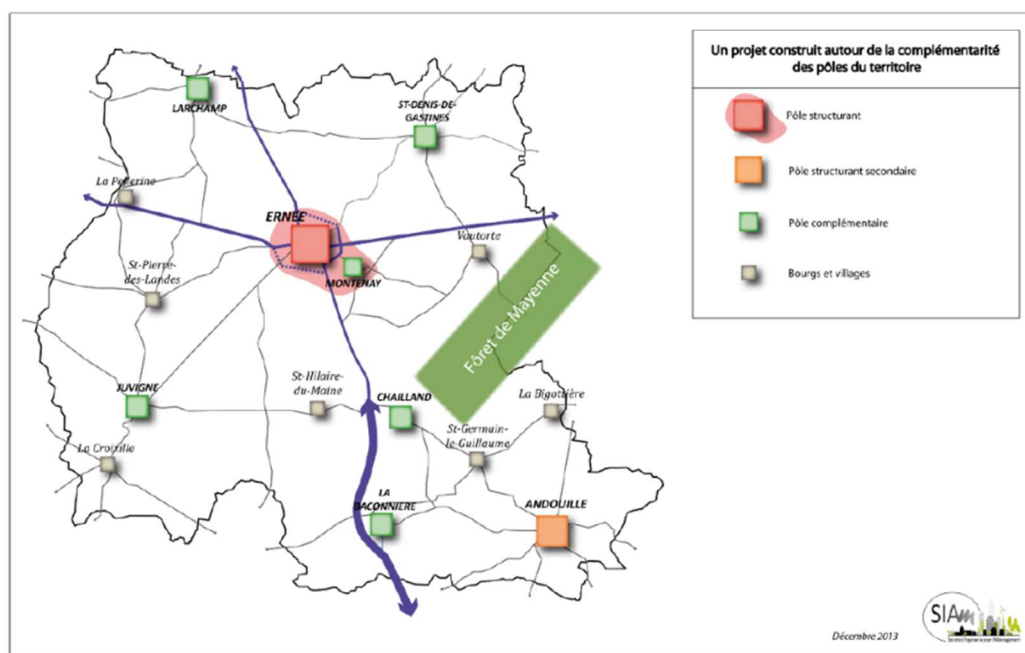 Un projet construit autour de la complémentarité
des pôles du territoire
Pôle structurant
Pôle structurant secondaire
Pôle complémentaire
Bourgs et villages
LARCHAMP
ST-DENIS-DE-
GASTINES
La Pellerine
ERNEE
Vautorte
MONTENAY
St-Pierre-
des-Landes
Fôret de Mayenne
JUVIGNE
St-Hilaire-
du-Maine
CHAILLAND
La Bigottière
St-Germain-
le-Guillaume
La Croixille
LA
BACONNIERE
ANDOUILLE
Décembre 2013
SIAm